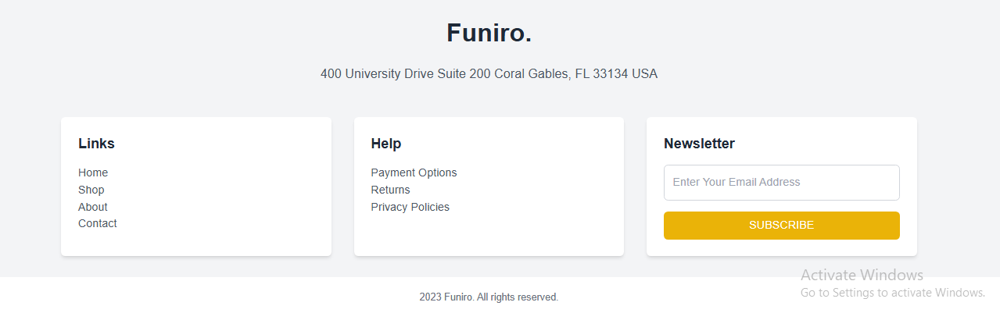 Funiro.
400 University Drive Suite 200 Coral Gables, FL 33134 USA
Links
Home
Shop
About
Contact
Help
Payment Options
Returns
Privacy Policies
Newsletter
Enter Your Email Address
SUBSCRIBE
2023 Funiro. All rights reserved.
Activate Windows
Go to Settings to activate Windows.